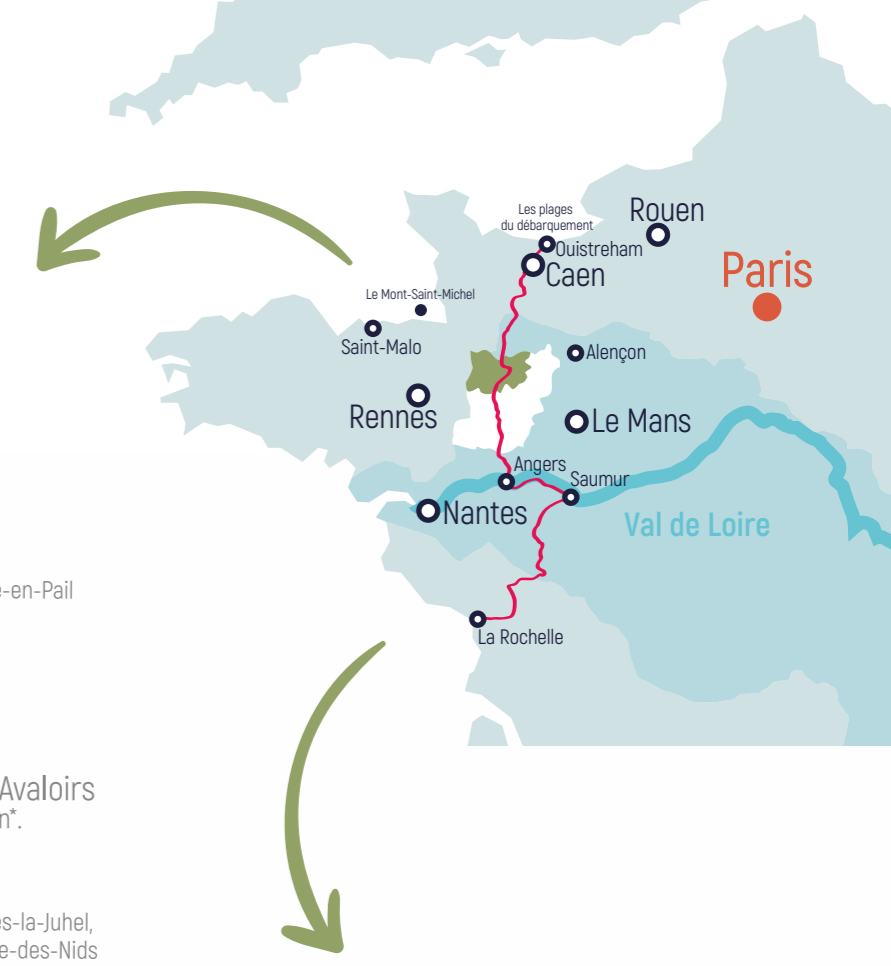 Les plages
du débarquement
Rouen
Ouistreham
Caen
Paris
Le Mont-Saint-Michel
Saint-Malo
Alençon
Rennes
Le Mans
Angers
Saumur
Nantes
Val de Loire
-en-Pail
La Rochelle
Avaloirs
n*.
es-la-Juhel,
e-des-Nids